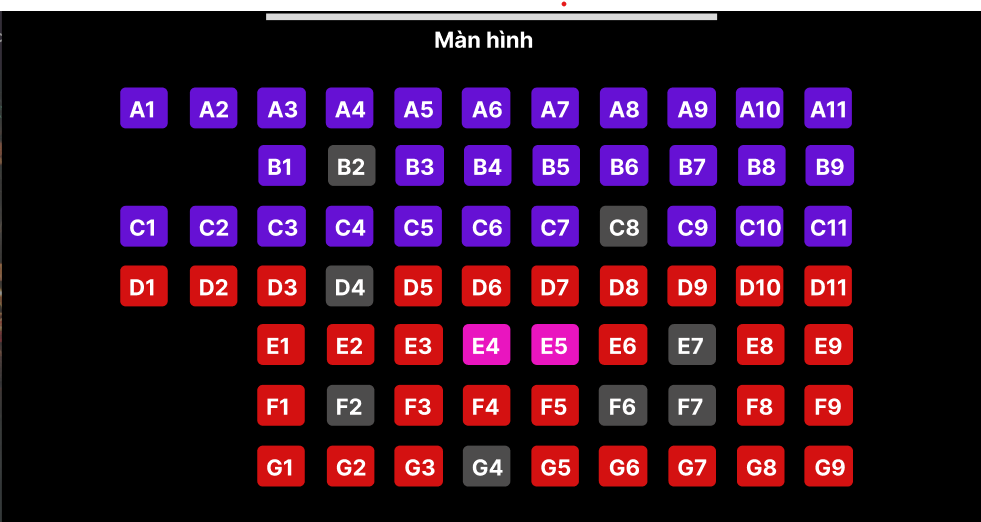 Màn hình
A1 A2 A3 A4 A5 A6 A7 A8 A9 A10 A11
B1 B2 B3 B4 B5 B6 B7 B8 B9
C1 C2 C3 C4 C5 C6 C7 C8 C9 C10 C11
D1 D2 D3 D4 D5 D6 D7 D8 D9 D10 D11
E1 E2 E3 E4 E5 E6 E7 E8 E9
F1 F2 F3 F4 F5 F6 F7 F8 F9
G1 G2 G3 G4 G5 G6 G7 G8 G9